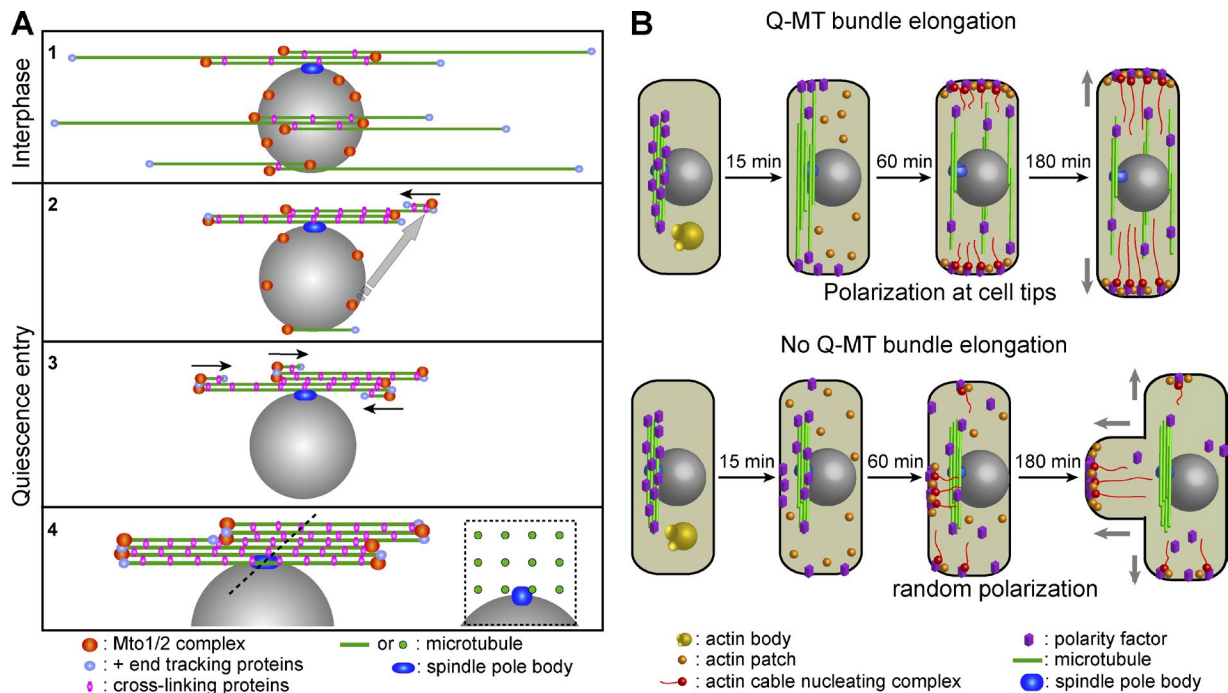 A
Interphase
1
Quiescence entry
2
3
4
: Mto1/2 complex
: + end tracking proteins
: cross-linking proteins
or : microtubule
: spindle pole body
B
Q-MT bundle elongation
15 min
60 min
180 min
Polarization at cell tips
No Q-MT bundle elongation
15 min
60 min
180 min
random polarization
: actin body
: actin patch
: actin cable nucleating complex
: polarity factor
: microtubule
: spindle pole body